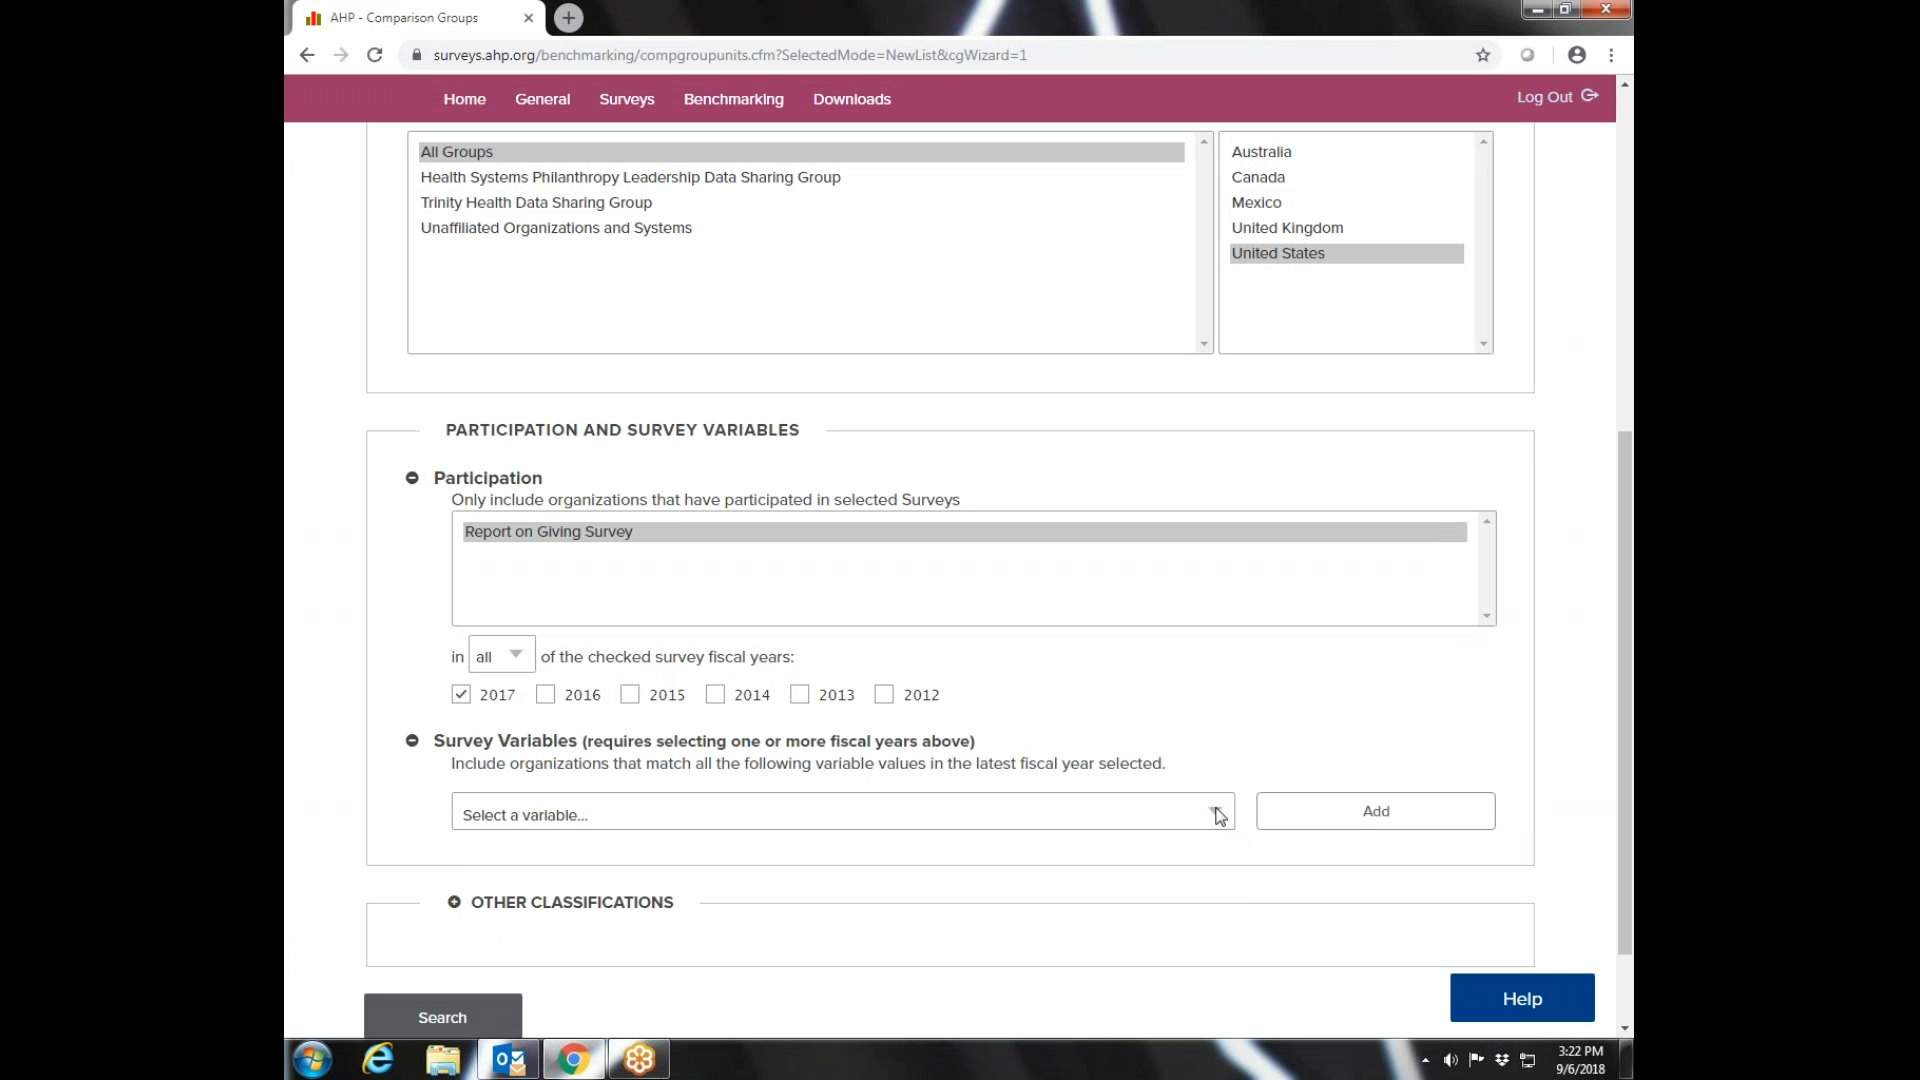 AHP - Comparison Groups
surveys.ahp.org/benchmarking/compgroupunits.cfm?SelectedMode=NewList&cgWizard=1
Home General Surveys Benchmarking Downloads Log Out
All Groups
Health Systems Philanthropy Leadership Data Sharing Group
Trinity Health Data Sharing Group
Unaffiliated Organizations and Systems
Australia
Canada
Mexico
United Kingdom
United States
PARTICIPATION AND SURVEY VARIABLES
Participation
Only include organizations that have participated in selected Surveys
Report on Giving Survey
in all of the checked survey fiscal years:
2017 2016 2015 2014 2013 2012
Survey Variables (requires selecting one or more fiscal years above)
Include organizations that match all the following variable values in the latest fiscal year selected.
Select a variable... Add
OTHER CLASSIFICATIONS
Help
Search
3:22 PM
9/6/2018